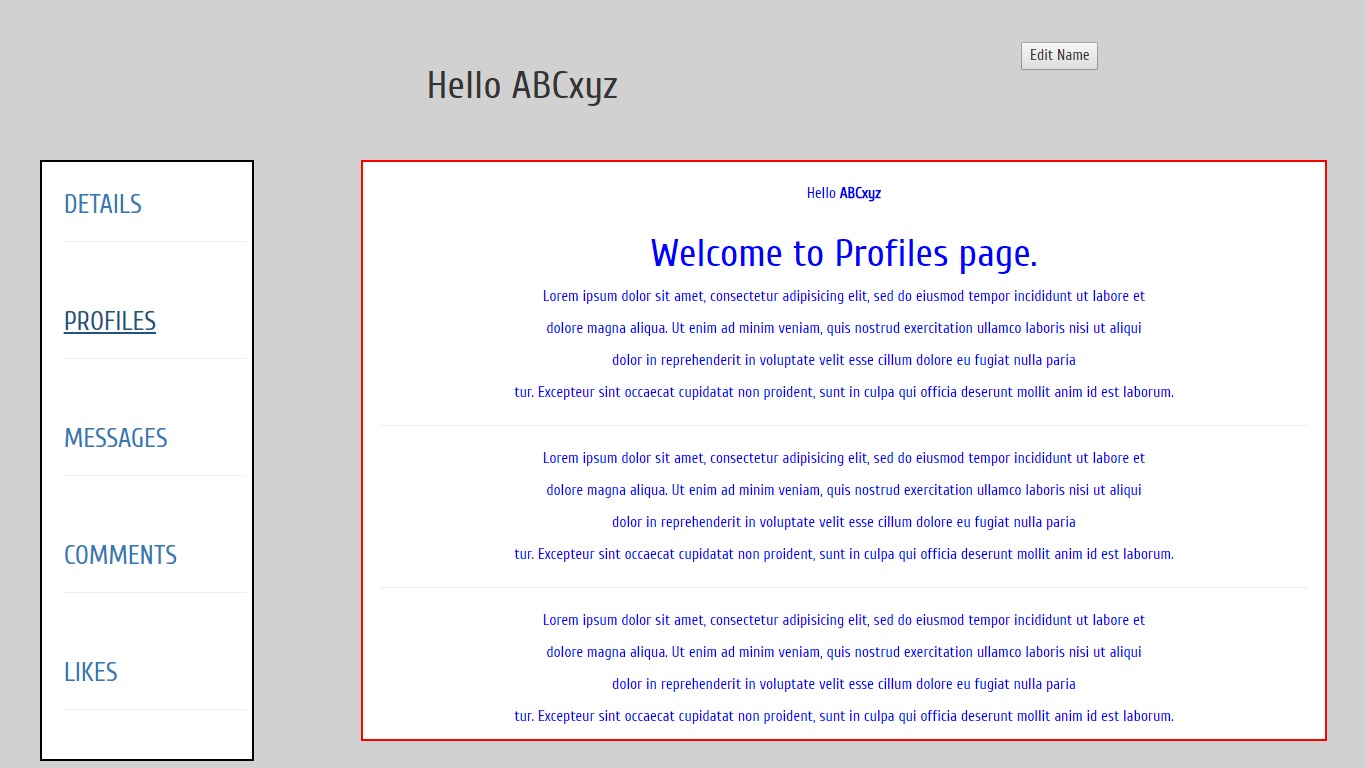 Edit Name
Hello ABCxyz
DETAILS
PROFILES
MESSAGES
COMMENTS
LIKES
Hello ABCxyz
Welcome to Profiles page.
Lorem ipsum dolor sit amet, consectetur adipisicing elit, sed do eiusmod tempor incididunt ut labore et
dolore magna aliqua. Ut enim ad minim veniam, quis nostrud exercitation ullamco laboris nisi ut aliqui
dolor in reprehenderit in voluptate velit esse cillum dolore eu fugiat nulla paria
tur. Excepteur sint occaecat cupidatat non proident, sunt in culpa qui officia deserunt mollit anim id est laborum.
Lorem ipsum dolor sit amet, consectetur adipisicing elit, sed do eiusmod tempor incididunt ut labore et
dolore magna aliqua. Ut enim ad minim veniam, quis nostrud exercitation ullamco laboris nisi ut aliqui
dolor in reprehenderit in voluptate velit esse cillum dolore eu fugiat nulla paria
tur. Excepteur sint occaecat cupidatat non proident, sunt in culpa qui officia deserunt mollit anim id est laborum.
Lorem ipsum dolor sit amet, consectetur adipisicing elit, sed do eiusmod tempor incididunt ut labore et
dolore magna aliqua. Ut enim ad minim veniam, quis nostrud exercitation ullamco laboris nisi ut aliqui
dolor in reprehenderit in voluptate velit esse cillum dolore eu fugiat nulla paria
tur. Excepteur sint occaecat cupidatat non proident, sunt in culpa qui officia deserunt mollit anim id est laborum.